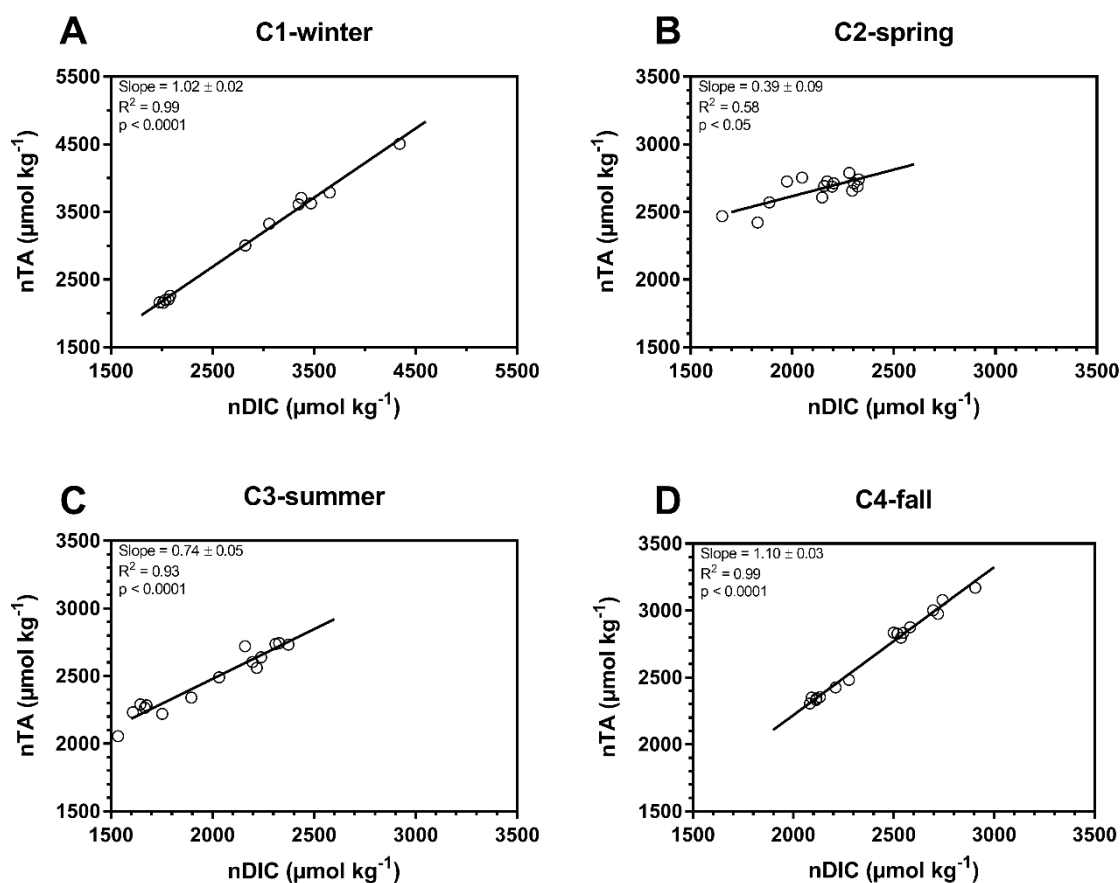 A
C1-winter
Slope = 1.02 ± 0.02
R² = 0.99
p < 0.0001
5500
4500
3500
2500
1500
nTA (µmol kg⁻¹)
1500 2500 3500 4500 5500
nDIC (µmol kg⁻¹)
B
C2-spring
Slope = 0.39 ± 0.09
R² = 0.58
p < 0.05
3500
3000
2500
2000
1500
nTA (µmol kg⁻¹)
1500 2000 2500 3000 3500
nDIC (µmol kg⁻¹)
C
C3-summer
Slope = 0.74 ± 0.05
R² = 0.93
p < 0.0001
3500
3000
2500
2000
1500
nTA (µmol kg⁻¹)
1500 2000 2500 3000 3500
nDIC (µmol kg⁻¹)
D
C4-fall
Slope = 1.10 ± 0.03
R² = 0.99
p < 0.0001
3500
3000
2500
2000
1500
nTA (µmol kg⁻¹)
1500 2000 2500 3000 3500
nDIC (µmol kg⁻¹)